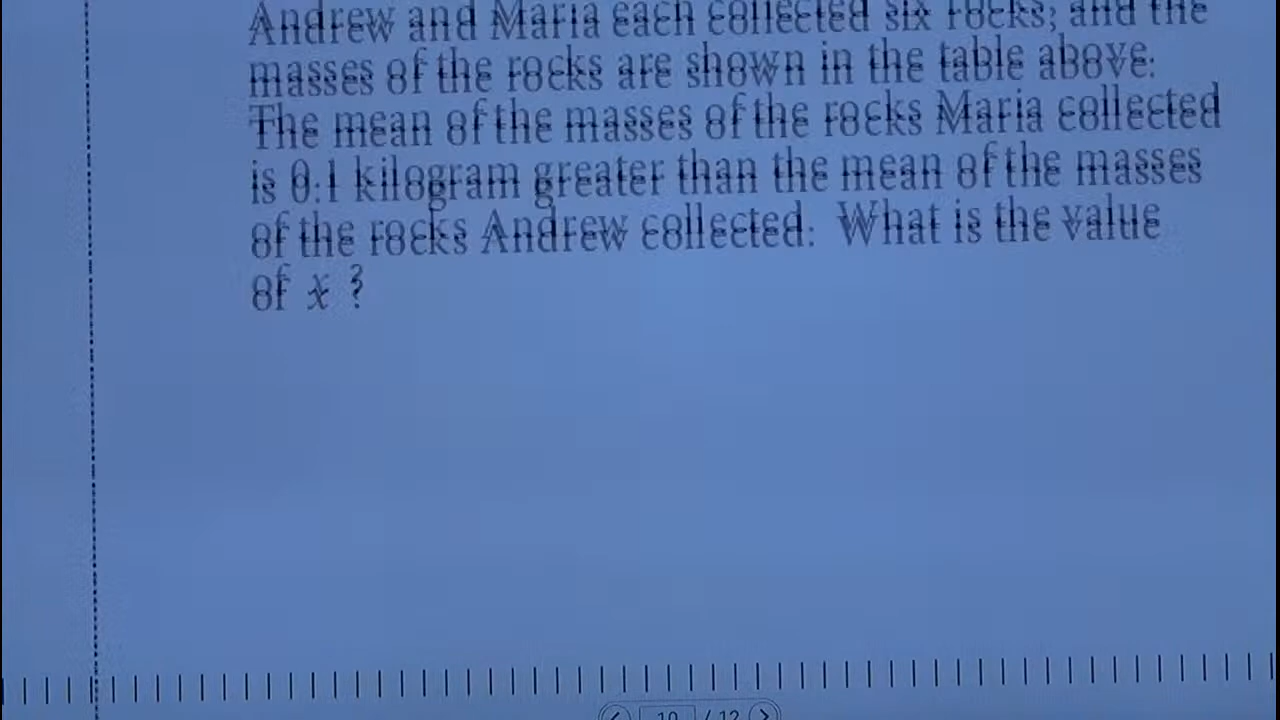 Andrew and Maria each collected six rocks, and the
masses of the rocks are shown in the table above.
The mean of the masses of the rocks Maria collected
is 0.1 kilogram greater than the mean of the masses
of the rocks Andrew collected. What is the value
of x ?
10 / 12